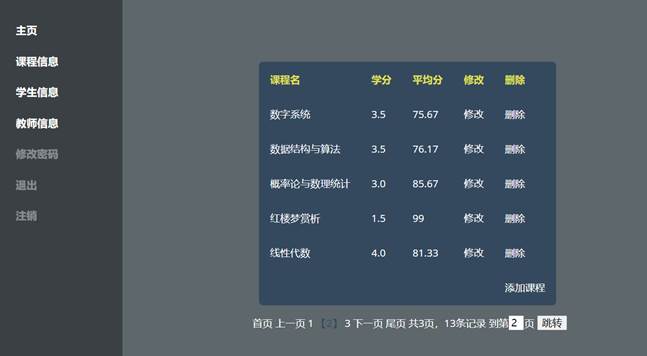 主页
课程信息
学生信息
教师信息
修改密码
退出
注销
课程名 学分 平均分 修改 删除
数字系统 3.5 75.67 修改 删除
数据结构与算法 3.5 76.17 修改 删除
概率论与数理统计 3.0 85.67 修改 删除
红楼梦赏析 1.5 99 修改 删除
线性代数 4.0 81.33 修改 删除
添加课程
首页 上一页 1 【2】 3 下一页 尾页 共3页，13条记录 到第 2 页 跳转